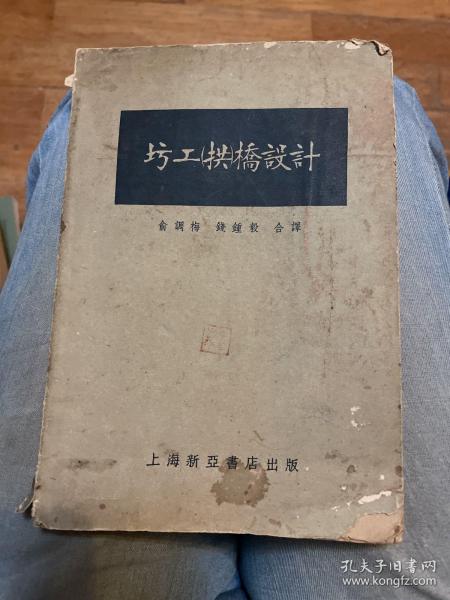 坊工(拱)橋設計
俞調梅 錢鍾毅 合譯
上海新亞書店出版
孔夫子旧书网
www.kongfz.com